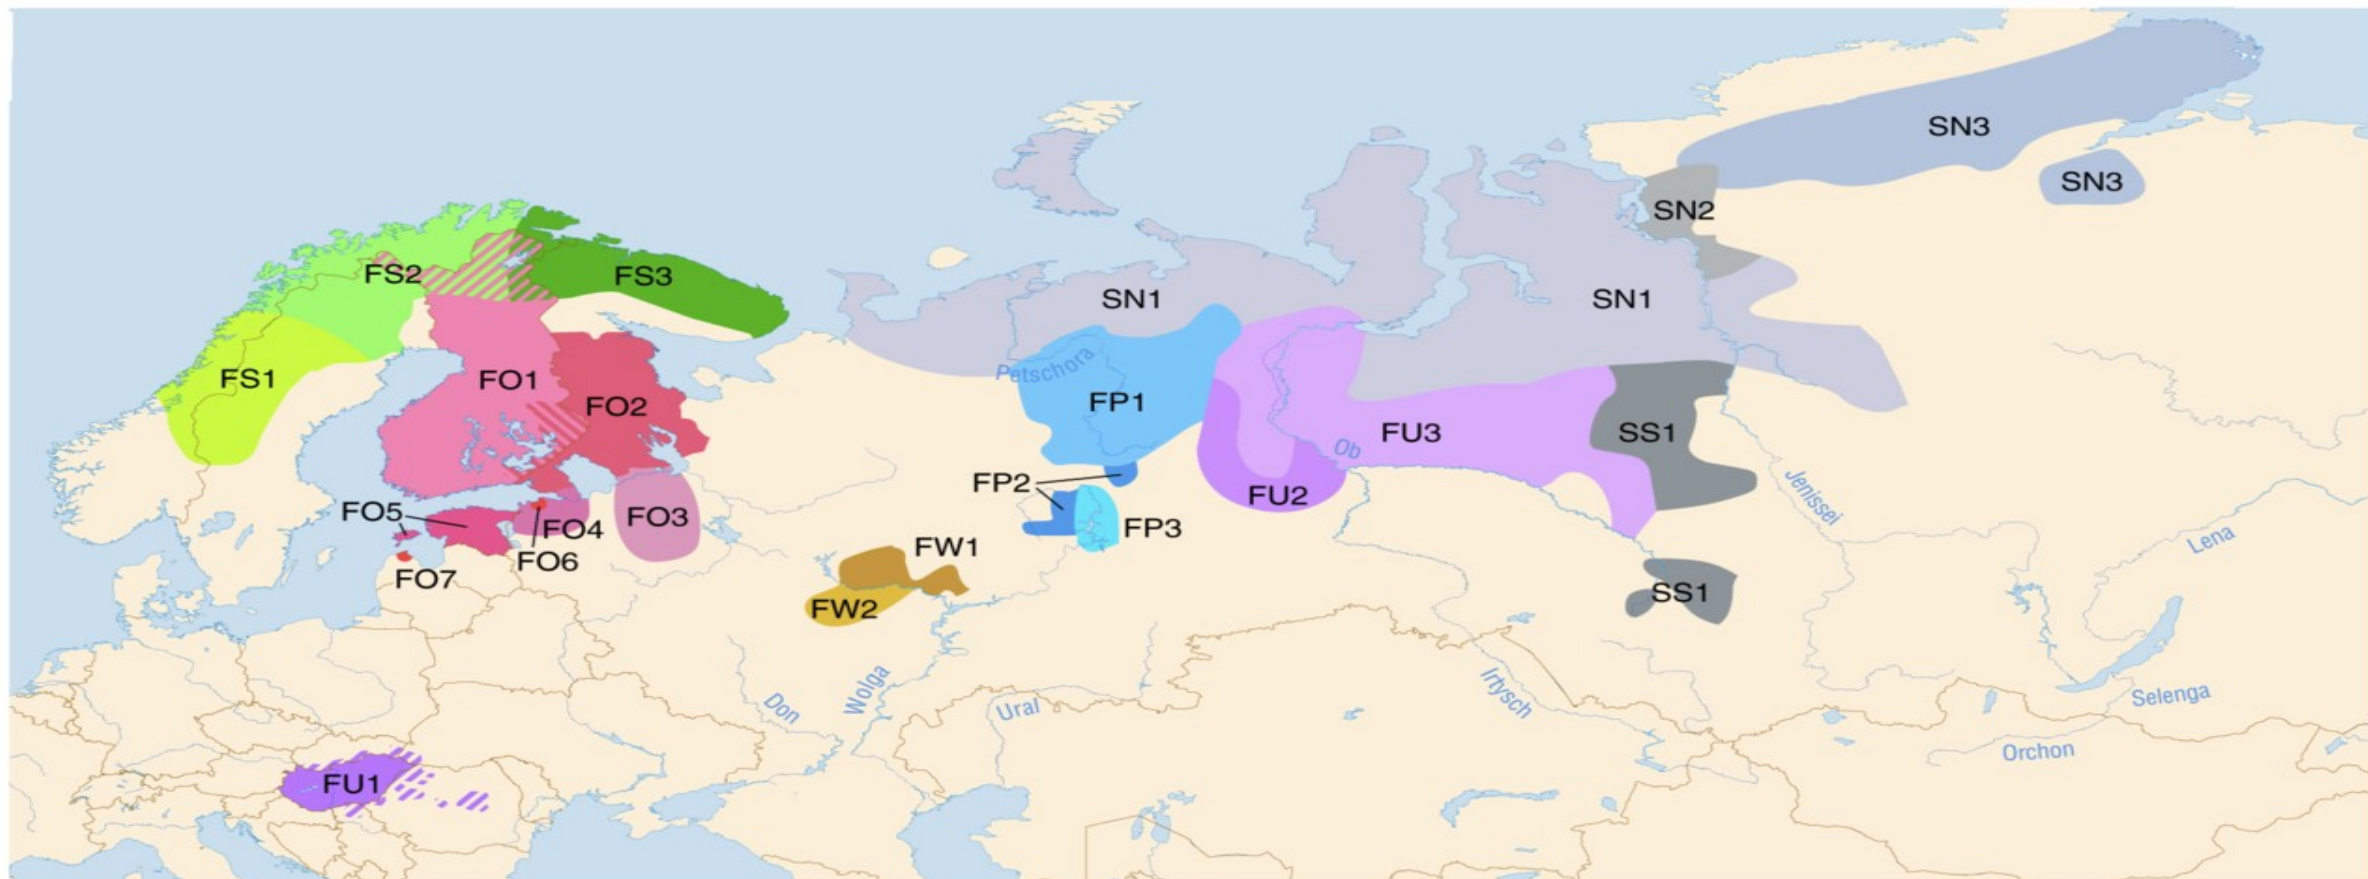 SN3
SN3
SN2
FS2
FS3
SN1
SN1
FS1
FO1
Petschora
FO2
FP1
FU3
SS1
Ob
FP2
FU2
Jenissei
FO5
FO4
FO3
FP3
FO6
FW1
Lena
FO7
FW2
SS1
Don
Wolga
Ural
Irtysch
Selenga
Orchon
FU1